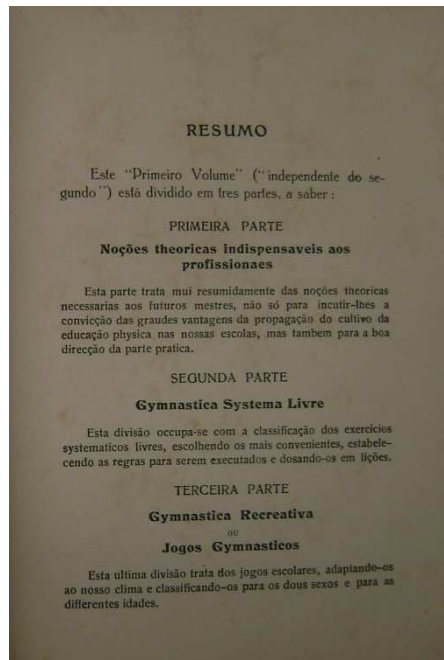 RESUMO
Este "Primeiro Volume" ("independente do se-
gundo") está dividido em tres partes, a saber:
PRIMEIRA PARTE
Noções theoricas indispensaveis aos
profissionaes
Esta parte trata mui resumidamente das noções theoricas
necessarias aos futuros mestres, não só para incutir-lhes a
convicção das grandes vantagens da propagação do cultivo da
educação physica nas nossas escolas, mas tambem para a boa
direcção da parte pratica.
SEGUNDA PARTE
Gymnastica Systema Livre
Esta divisão occupa-se com a classificação dos exercicios
systematicos livres, escolhendo os mais convenientes, estabele-
cendo as regras para serem executados e dosando-os em lições.
TERCEIRA PARTE
Gymnastica Recreativa
ou
Jogos Gymnasticos
Esta ultima divisão trata dos jogos escolares, adaptando-os
ao nosso clima e classificando-os para os dous sexos e para as
differentes idades.